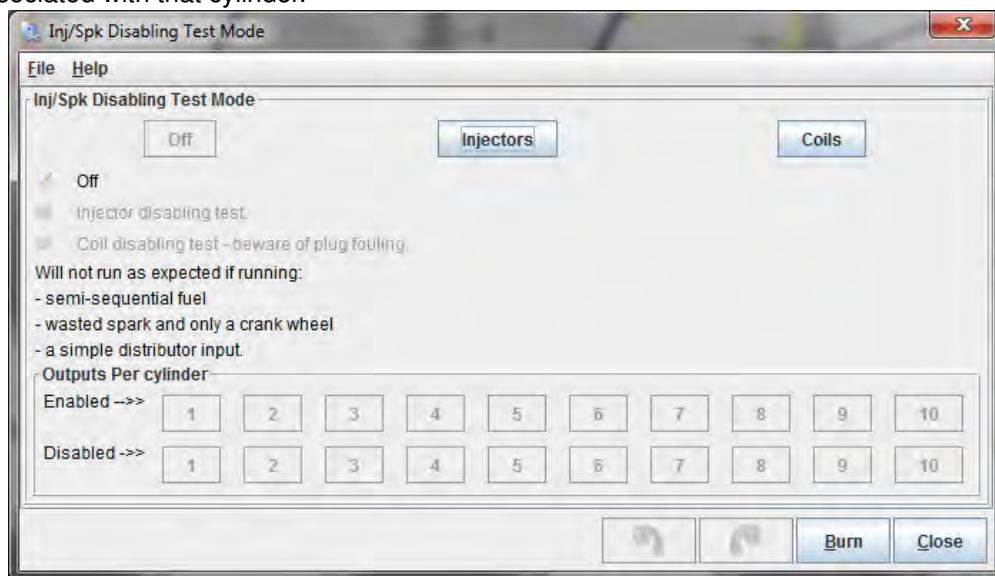 sociated with that cylinder.
Inj/Spk Disabling Test Mode
File Help
Inj/Spk Disabling Test Mode
Off Injectors Coils
Off
Injector disabling test.
Coil disabling test - beware of plug fouling.
Will not run as expected if running:
- semi-sequential fuel
- wasted spark and only a crank wheel
- a simple distributor input.
Outputs Per cylinder
Enabled -->> 1 2 3 4 5 6 7 8 9 10
Disabled ->> 1 2 3 4 5 6 7 8 9 10
Burn Close